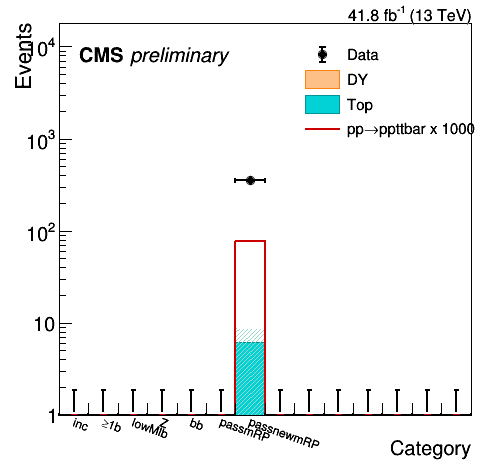 41.8 fb⁻¹ (13 TeV)
Events
CMS preliminary
Data
DY
Top
pp→ppttbar x 1000
10⁴
10³
10²
10
1
inc ≥1b lowMlb Z bb passmRP passnewmRP
Category